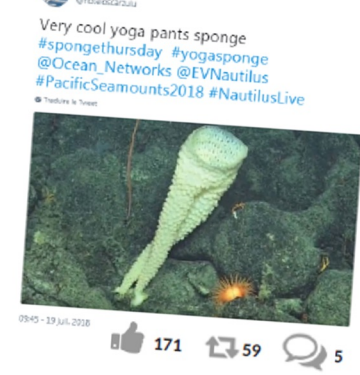 Very cool yoga pants sponge
#spongethursday #yogasponge
@Ocean_Networks @EVNautilus
#PacificSeamounts2018 #NautilusLive
Traduire le Tweet
09:45 - 19 juil. 2018
171
59
5